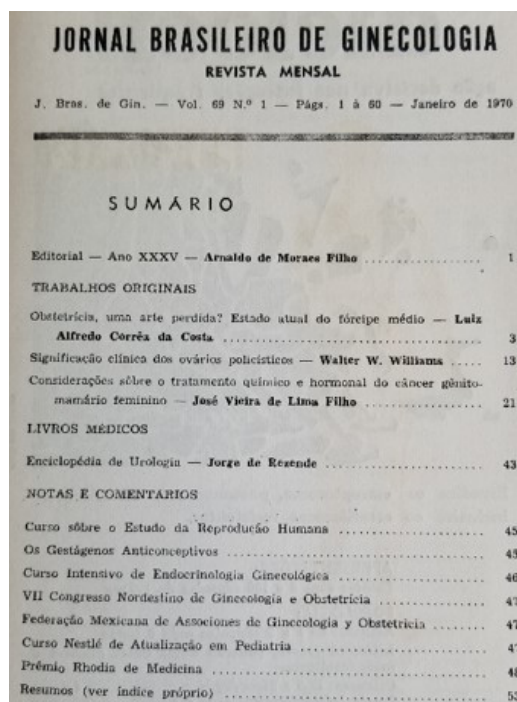 JORNAL BRASILEIRO DE GINECOLOGIA
REVISTA MENSAL
J. Bras. de Gin. — Vol. 69 N.º 1 — Págs. 1 à 60 — Janeiro de 1970
SUMÁRIO
Editorial — Ano XXXV — Arnaldo de Moraes Filho .................. 1
TRABALHOS ORIGINAIS
Obstetrícia, uma arte perdida? Estado atual do fórcipe médio — Luiz
Alfredo Corrêa da Costa ........................................ 3
Significação clínica dos ovários policísticos — Walter W. Williams ..... 13
Considerações sôbre o tratamento químico e hormonal do câncer gênito-
mamário feminino — José Vieira de Lima Filho .................. 21
LIVROS MÉDICOS
Enciclopédia de Urologia — Jorge de Rezende ........................ 43
NOTAS E COMENTÁRIOS
Curso sôbre o Estudo da Reprodução Humana ...................... 45
Os Gestágenos Anticonceptivos ..................................... 45
Curso Intensivo de Endocrinologia Ginecológica ...................... 46
VII Congresso Nordestino de Ginecologia e Obstetrícia ................ 47
Federação Mexicana de Associones de Ginecologia y Obstetricia ........ 47
Curso Nestlé de Atualização em Pediatria ...........................
Prêmio Rhodia de Medicina ........................................ 48
Resumos (ver índice próprio) ...................................... 53